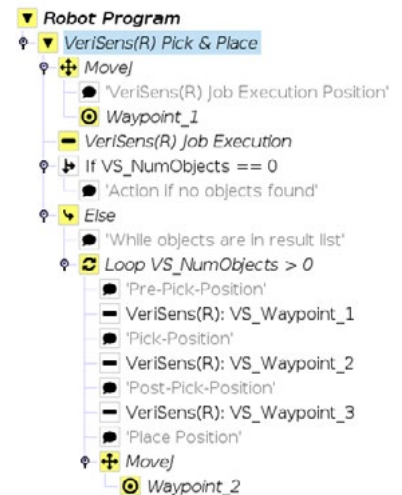 Robot Program
VeriSens(R) Pick & Place
MoveJ
'VeriSens(R) Job Execution Position'
Waypoint_1
VeriSens(R) Job Execution
If VS_NumObjects == 0
'Action if no objects found'
Else
'While objects are in result list'
Loop VS_NumObjects > 0
'Pre-Pick-Position'
VeriSens(R): VS_Waypoint_1
'Pick-Position'
VeriSens(R): VS_Waypoint_2
'Post-Pick-Position'
VeriSens(R): VS_Waypoint_3
'Place Position'
MoveJ
Waypoint_2